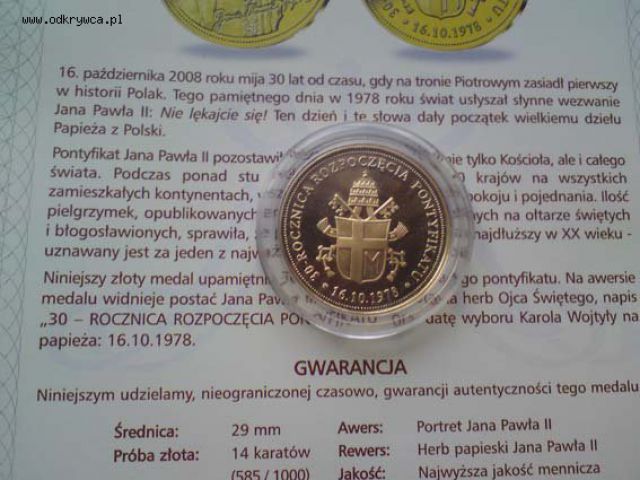 www.odkrywca.pl
TU
30
16.10.1978
16. października 2008 roku mija 30 lat od czasu, gdy na tronie Piotrowym zasiadł pierwszy
w historii Polak. Tego pamiętnego dnia w 1978 roku świat usłyszał słynne wezwanie
Jana Pawła II: Nie lękajcie się! Ten dzień i te słowa dały początek wielkiemu dziełu
Papieża z Polski.
Pontyfikat Jana Pawła II pozostawił nie tylko Kościoła, ale i całego
świata. Podczas ponad stu krajów na wszystkich
zamieszkałych kontynentach, pokoju i pojednania. Ilość
pielgrzymek, opublikowanych na ołtarze świętych
i błogosławionych, sprawiła, najdłuższy w XX wieku -
uznawany jest za jeden z
Niniejszy złoty medal upamiętnia pontyfikatu. Na awersie
medalu widnieje postać Jana Pawła herb Ojca Świętego, napis
„30 – ROCZNICA ROZPOCZĘCIA PONTYFIKATU" datę wyboru Karola Wojtyły na
papieża: 16.10.1978.
30-ROCZNICA ROZPOCZĘCIA PONTYFIKATU
16.10.1978
GWARANCJA
Niniejszym udzielamy, nieograniczonej czasowo, gwarancji autentyczności tego medalu
Średnica: 29 mm Awers: Portret Jana Pawła II
Próba złota: 14 karatów Rewers: Herb papieski Jana Pawła II
(585 / 1000) Jakość: Najwyższa jakość mennicza